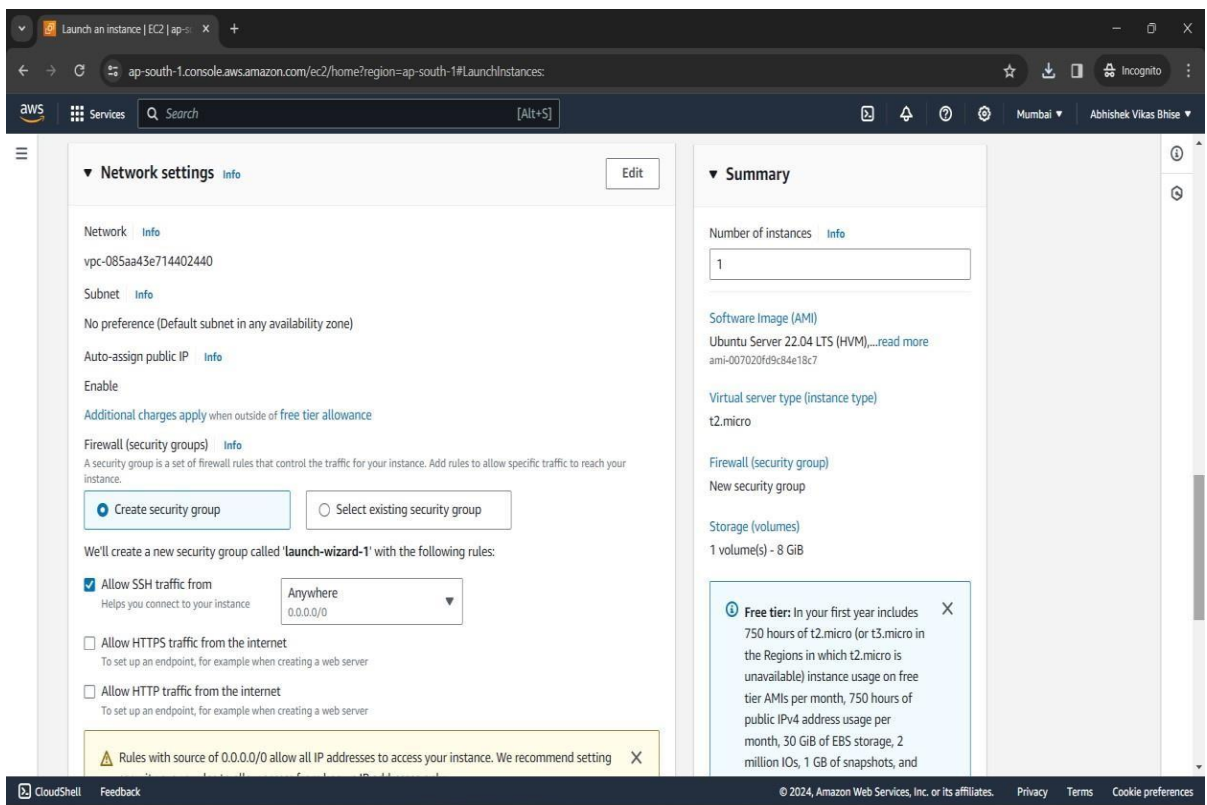 Launch an instance | EC2 | ap-s
ap-south-1.console.aws.amazon.com/ec2/home?region=ap-south-1#LaunchInstances:
Incognito
aws
Services
Search
[Alt+S]
Mumbai
Abhishek Vikas Bhise
Network settings Info
Edit
Network Info
vpc-085aa43e714402440
Subnet Info
No preference (Default subnet in any availability zone)
Auto-assign public IP Info
Enable
Additional charges apply when outside of free tier allowance
Firewall (security groups) Info
A security group is a set of firewall rules that control the traffic for your instance. Add rules to allow specific traffic to reach your
instance.
Create security group
Select existing security group
We'll create a new security group called 'launch-wizard-1' with the following rules:
Allow SSH traffic from
Helps you connect to your instance
Anywhere
0.0.0.0/0
Allow HTTPS traffic from the internet
To set up an endpoint, for example when creating a web server
Allow HTTP traffic from the internet
To set up an endpoint, for example when creating a web server
Rules with source of 0.0.0.0/0 allow all IP addresses to access your instance. We recommend setting
Summary
Number of instances Info
1
Software Image (AMI)
Ubuntu Server 22.04 LTS (HVM),...read more
ami-007020fd9c84e18c7
Virtual server type (instance type)
t2.micro
Firewall (security group)
New security group
Storage (volumes)
1 volume(s) - 8 GiB
Free tier: In your first year includes
750 hours of t2.micro (or t3.micro in
the Regions in which t2.micro is
unavailable) instance usage on free
tier AMIs per month, 750 hours of
public IPv4 address usage per
month, 30 GiB of EBS storage, 2
million IOs, 1 GB of snapshots, and
CloudShell
Feedback
© 2024, Amazon Web Services, Inc. or its affiliates.
Privacy
Terms
Cookie preferences